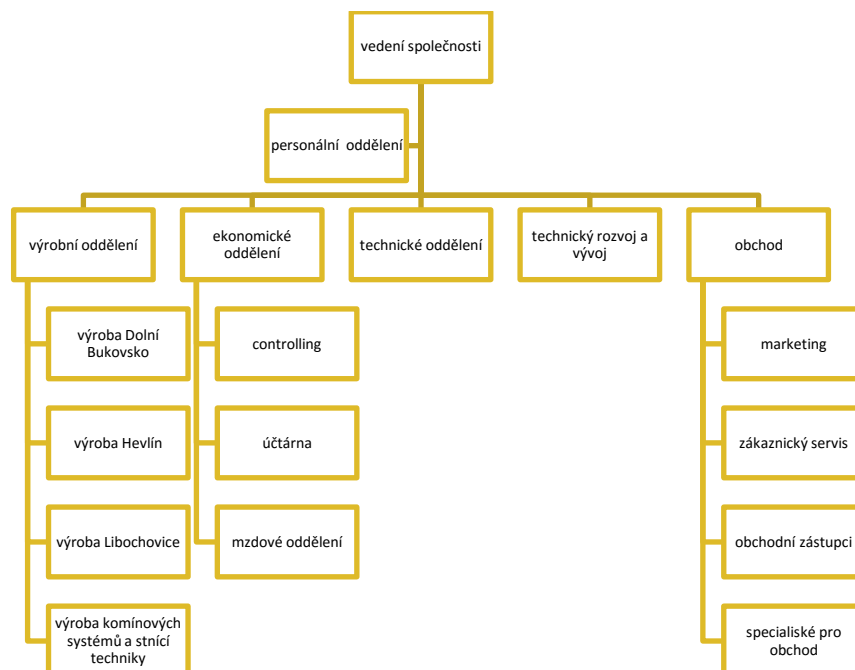 vedení společnosti
personální oddělení
výrobní oddělení
ekonomické
oddělení
technické oddělení
technický rozvoj a
vývoj
obchod
výroba Dolní
Bukovsko
výroba Hevlín
výroba Libochovice
výroba komínových
systémů a stnící
techniky
controlling
účtárna
mzdové oddělení
marketing
zákaznický servis
obchodní zástupci
specialiské pro
obchod